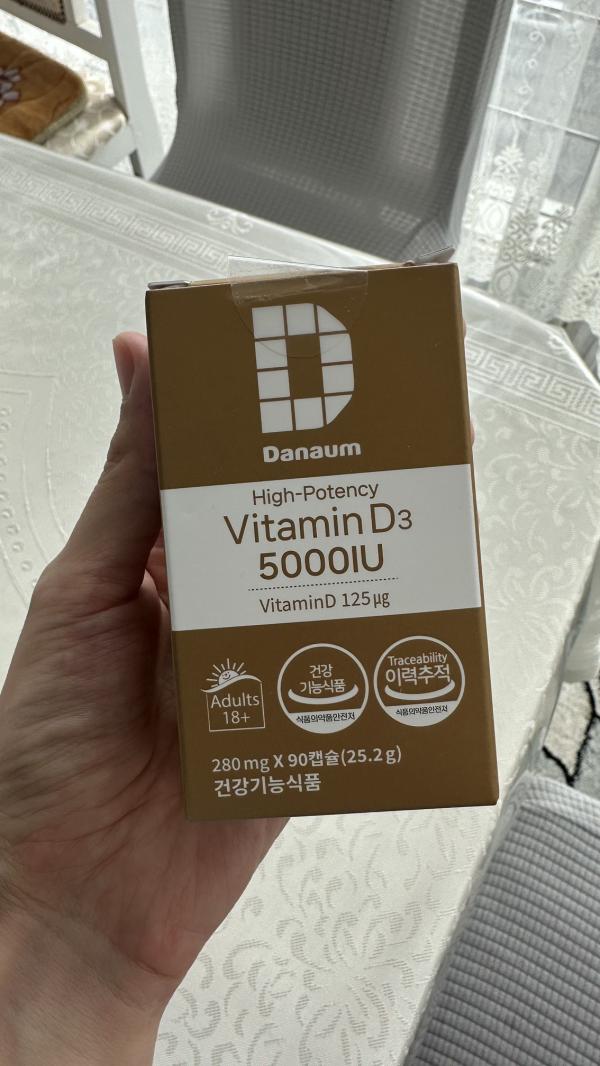 Danaum
High-Potency
Vitamin D3
5000IU
VitaminD 125㎍
Adults
18+
건강
기능식품
식품의약품안전처
Traceability
이력추적
식품의약품안전처
280 mg X 90캡슐(25.2 g)
건강기능식품